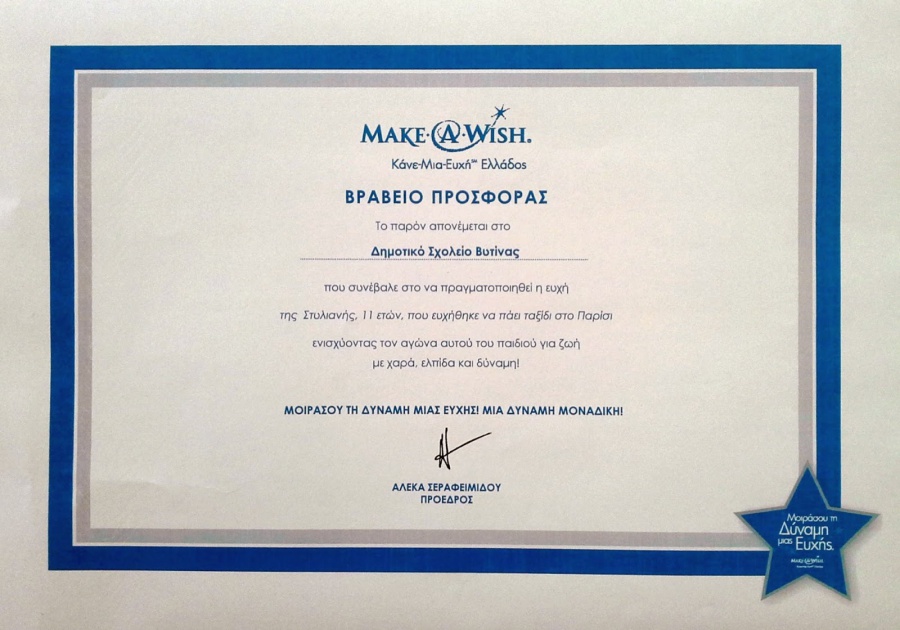 MAKE·A·WISH.
Κάνε-Μια-Ευχή℠ Ελλάδος
ΒΡΑΒΕΙΟ ΠΡΟΣΦΟΡΑΣ
Το παρόν απονέμεται στο
Δημοτικό Σχολείο Βυτίνας
που συνέβαλε στο να πραγματοποιηθεί η ευχή
της Στυλιανής, 11 ετών, που ευχήθηκε να πάει ταξίδι στο Παρίσι
ενισχύοντας τον αγώνα αυτού του παιδιού για ζωή
με χαρά, ελπίδα και δύναμη!
ΜΟΙΡΑΣΟΥ ΤΗ ΔΥΝΑΜΗ ΜΙΑΣ ΕΥΧΗΣ! ΜΙΑ ΔΥΝΑΜΗ ΜΟΝΑΔΙΚΗ!
ΑΛΕΚΑ ΣΕΡΑΦΕΙΜΙΔΟΥ
ΠΡΟΕΔΡΟΣ
Μοιράσου τη
Δύναμη
μιας Ευχής.
MAKE·A·WISH